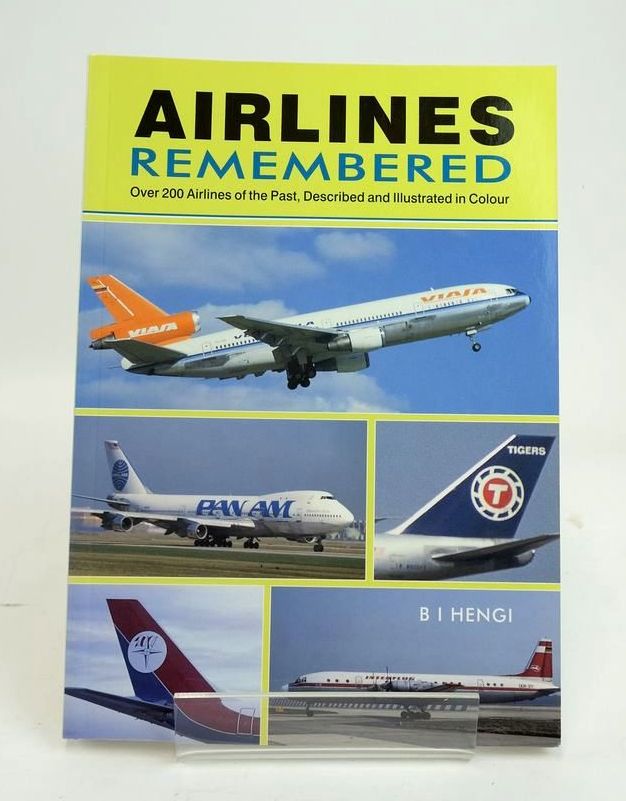 AIRLINES
REMEMBERED
Over 200 Airlines of the Past, Described and Illustrated in Colour
VIASA
VIASA
PAN AM
TIGERS
T
B I HENGI
INTERFLUG